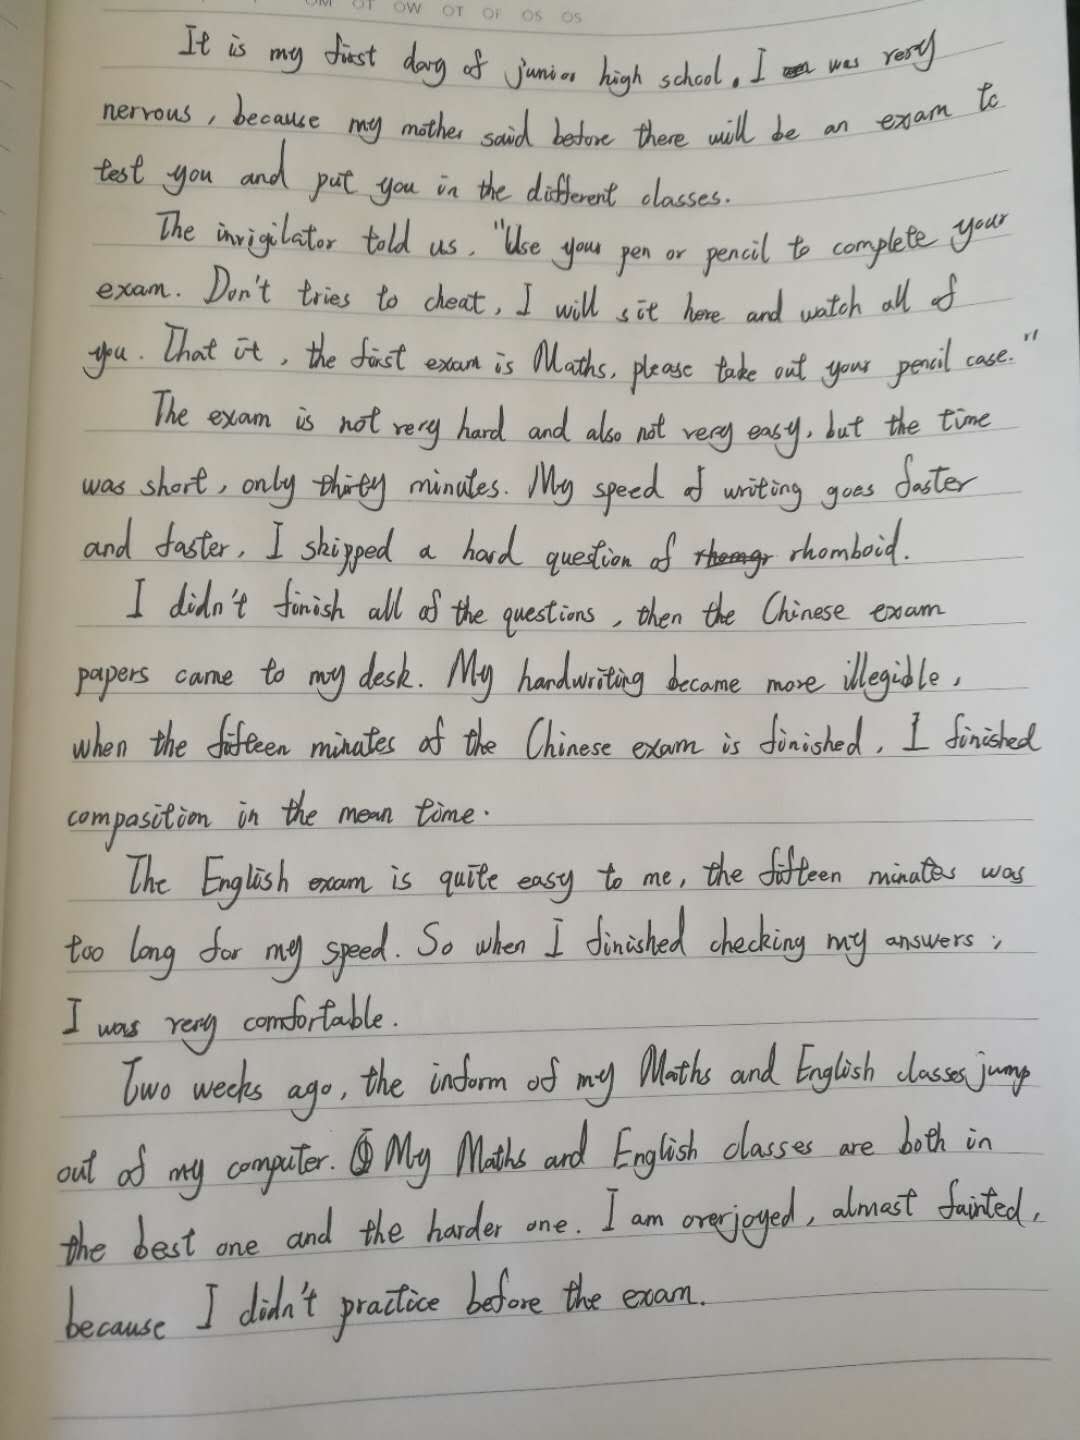 OM OT OW OT OF OS OS
It is my first day of junior high school. I was very
nervous, because my mother said before there will be an exam to
test you and put you in the different classes.
The invigilator told us, "Use your pen or pencil to complete your
exam. Don't tries to cheat, I will sit here and watch all of
you. That it, the first exam is Maths, please take out your pencil case."
The exam is not very hard and also not very easy, but the time
was short, only thirty minutes. My speed of writing goes faster
and faster, I skipped a hard question of rhomboid.
I didn't finish all of the questions, then the Chinese exam
papers came to my desk. My handwriting became more illegible,
when the fifteen minutes of the Chinese exam is finished, I finished
composition in the mean time.
The English exam is quite easy to me, the fifteen minutes was
too long for my speed. So when I finished checking my answers,
I was very comfortable.
Two weeks ago, the inform of my Maths and English classes jump
out of my computer. My Maths and English classes are both in
the best one and the harder one. I am overjoyed, almost fainted,
because I didn't practice before the exam.